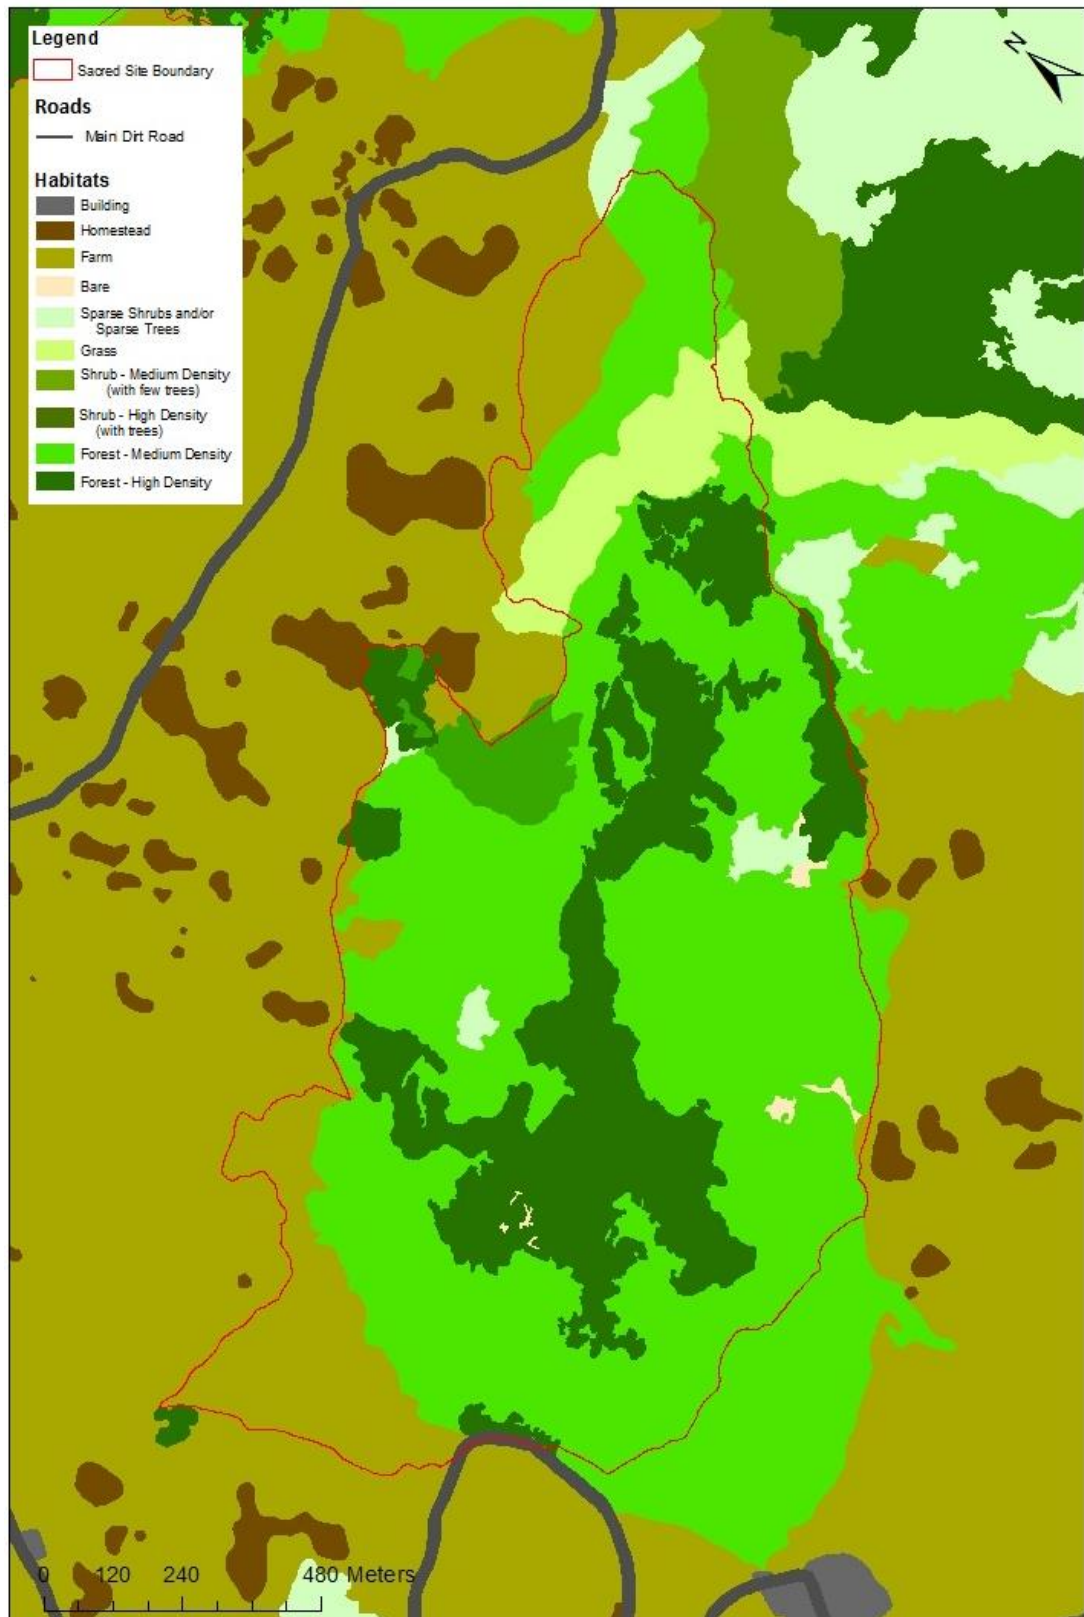 Legend
Sacred Site Boundary
Roads
Main Dirt Road
Habitats
Building
Homestead
Farm
Bare
Sparse Shrubs and/or
Sparse Trees
Grass
Shrub - Medium Density
(with few trees)
Shrub - High Density
(with trees)
Forest - Medium Density
Forest - High Density
N
0 120 240 480 Meters